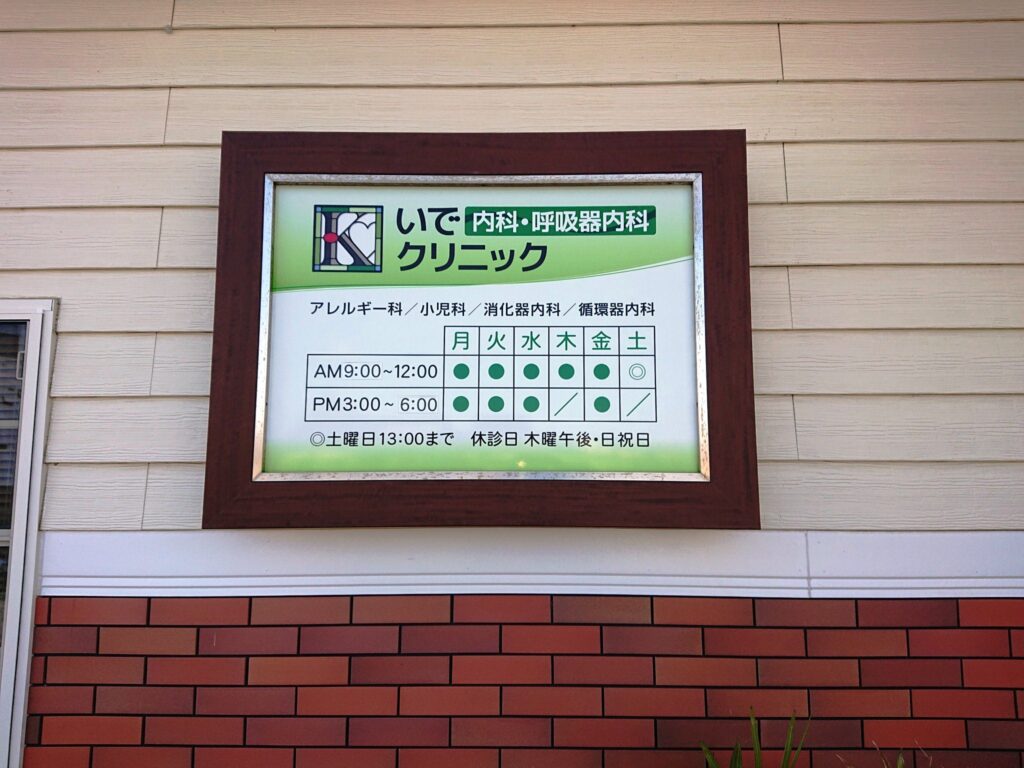 K いで 内科・呼吸器内科
クリニック
アレルギー科／小児科／消化器内科／循環器内科
月 火 水 木 金 土
AM9:00~12:00 ● ● ● ● ● ◎
PM3:00~6:00 ● ● ● ／ ● ／
◎土曜日13:00まで 休診日 木曜午後・日祝日